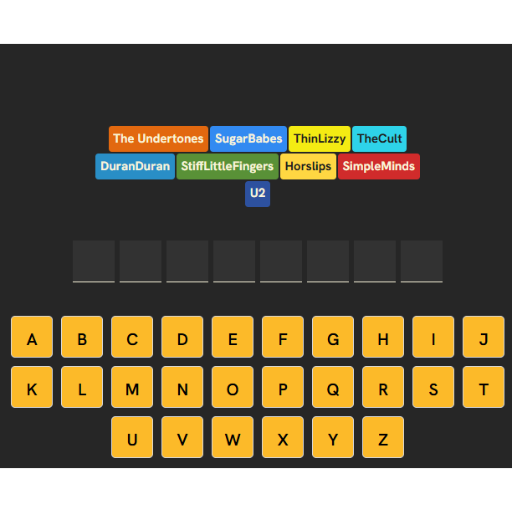 The Undertones SugarBabes ThinLizzy TheCult
DuranDuran StiffLittleFingers Horslips SimpleMinds
U2
A B C D E F G H I J
K L M N O P Q R S T
U V W X Y Z